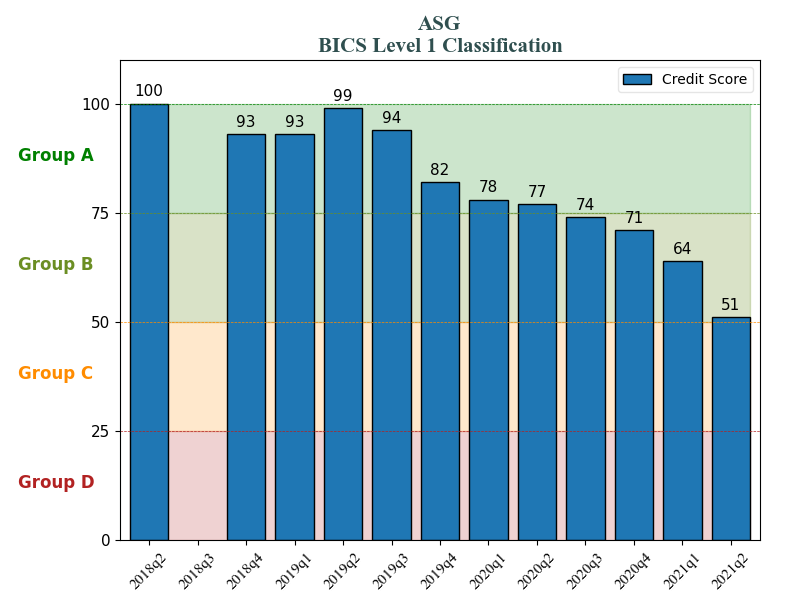 ASG
BICS Level 1 Classification
Credit Score
100
93
93
99
94
82
78
77
74
71
64
51
100
75
50
25
0
Group A
Group B
Group C
Group D
2018q2
2018q3
2018q4
2019q1
2019q2
2019q3
2019q4
2020q1
2020q2
2020q3
2020q4
2021q1
2021q2